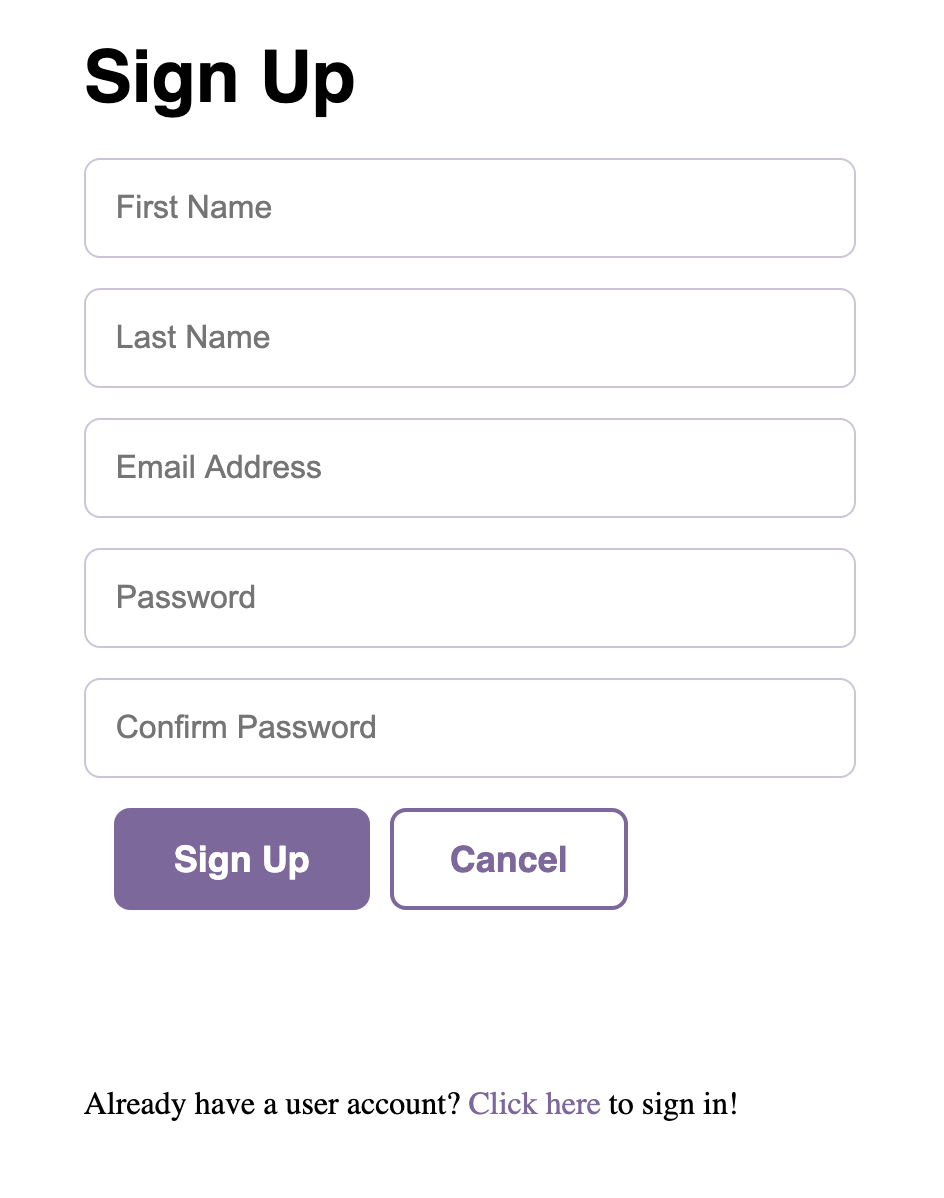 Sign Up
First Name
Last Name
Email Address
Password
Confirm Password
Sign Up Cancel
Already have a user account? Click here to sign in!